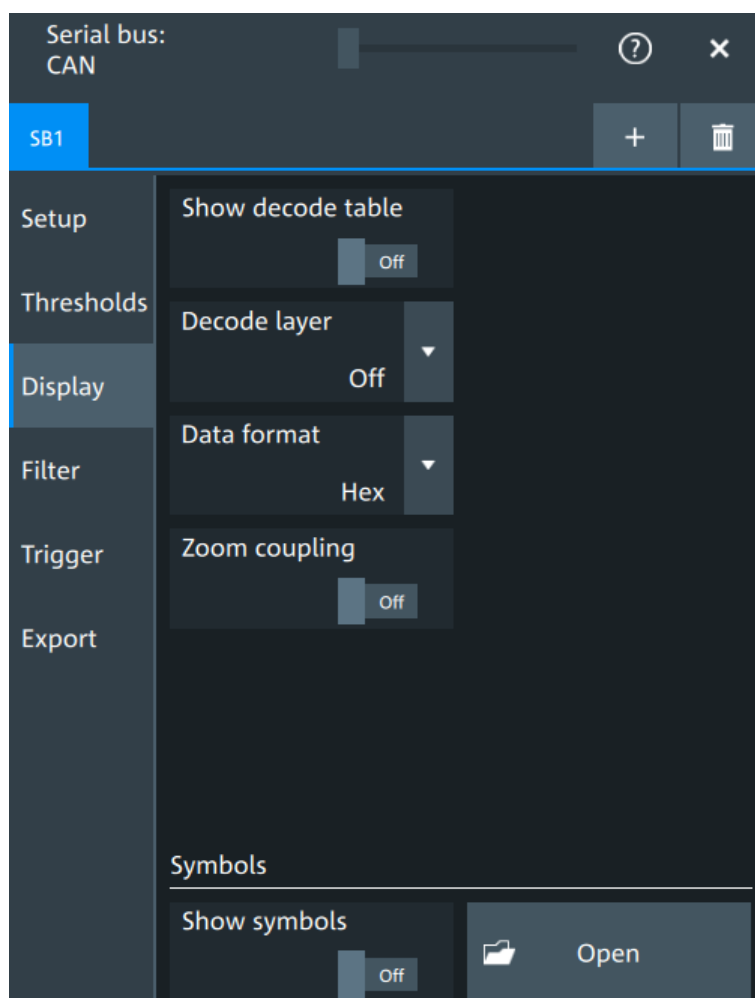 Serial bus:
CAN
SB1
Setup
Thresholds
Display
Filter
Trigger
Export
Show decode table
Off
Decode layer
Off
Data format
Hex
Zoom coupling
Off
Symbols
Show symbols
Off
Open